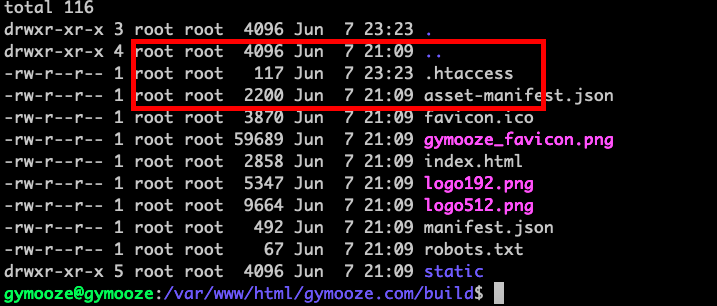 total 116
drwxr-xr-x 3 root root  4096 Jun  7 23:23 .
drwxr-xr-x 4 root root  4096 Jun  7 21:09 ..
-rw-r--r-- 1 root root   117 Jun  7 23:23 .htaccess
-rw-r--r-- 1 root root  2200 Jun  7 21:09 asset-manifest.json
-rw-r--r-- 1 root root  3870 Jun  7 21:09 favicon.ico
-rw-r--r-- 1 root root 59689 Jun  7 21:09 gymooze_favicon.png
-rw-r--r-- 1 root root  2858 Jun  7 21:09 index.html
-rw-r--r-- 1 root root  5347 Jun  7 21:09 logo192.png
-rw-r--r-- 1 root root  9664 Jun  7 21:09 logo512.png
-rw-r--r-- 1 root root   492 Jun  7 21:09 manifest.json
-rw-r--r-- 1 root root    67 Jun  7 21:09 robots.txt
drwxr-xr-x 5 root root  4096 Jun  7 21:09 static
gymooze@gymooze:/var/www/html/gymooze.com/build$